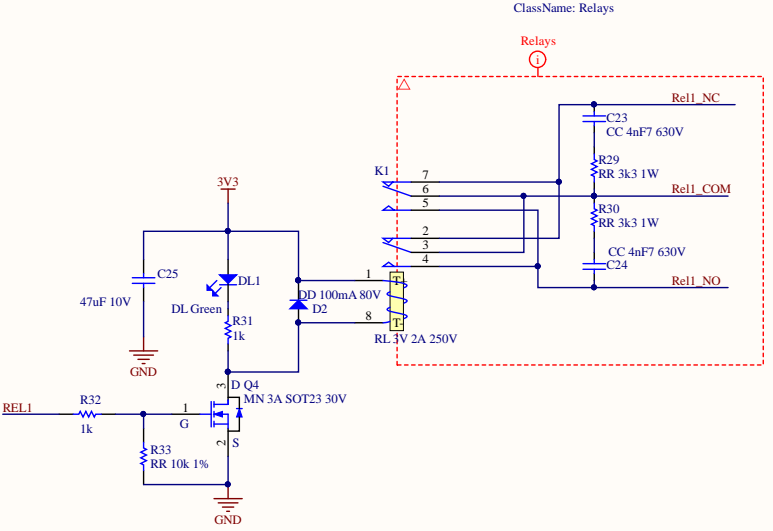 ClassName: Relays
Relays
i
Rel1_NC
C23
CC 4nF7 630V
K1
7
R29
RR 3k3 1W
3V3
6
Rel1_COM
5
R30
RR 3k3 1W
2
3
CC 4nF7 630V
4
C24
C25
DL1
1
T
Rel1_NO
47uF 10V
DD 100mA 80V
DL Green
D2
R31
1k
8
T-
RL 3V 2A 250V
GND
3
D Q4
MN 3A SOT23 30V
REL1
R32
1
1k
G
2
S
R33
RR 10k 1%
GND